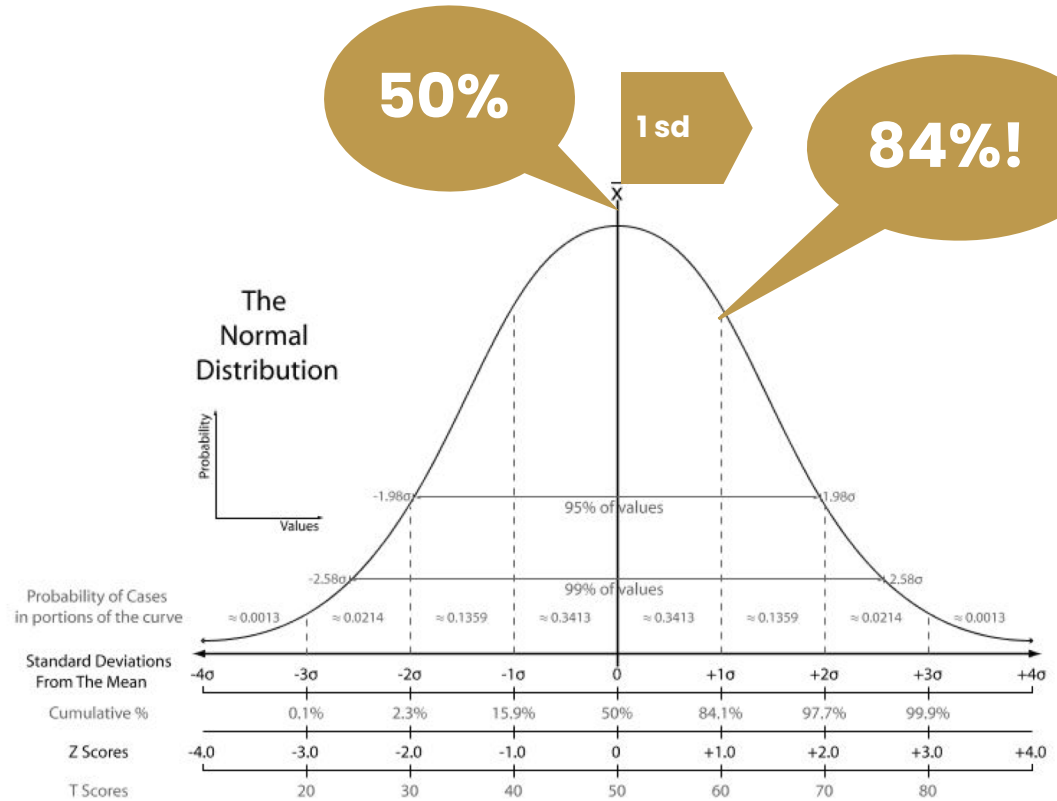 50%
1 sd
84%!
x̄
The
Normal
Distribution
Probability
Values
-1.98σ
1.98σ
95% of values
-2.58σ
2.58σ
99% of values
Probability of Cases
in portions of the curve
≈ 0.0013 ≈ 0.0214 ≈ 0.1359 ≈ 0.3413 ≈ 0.3413 ≈ 0.1359 ≈ 0.0214 ≈ 0.0013
Standard Deviations
From The Mean
-4σ -3σ -2σ -1σ 0 +1σ +2σ +3σ +4σ
Cumulative % 0.1% 2.3% 15.9% 50% 84.1% 97.7% 99.9%
Z Scores -4.0 -3.0 -2.0 -1.0 0 +1.0 +2.0 +3.0 +4.0
T Scores 20 30 40 50 60 70 80